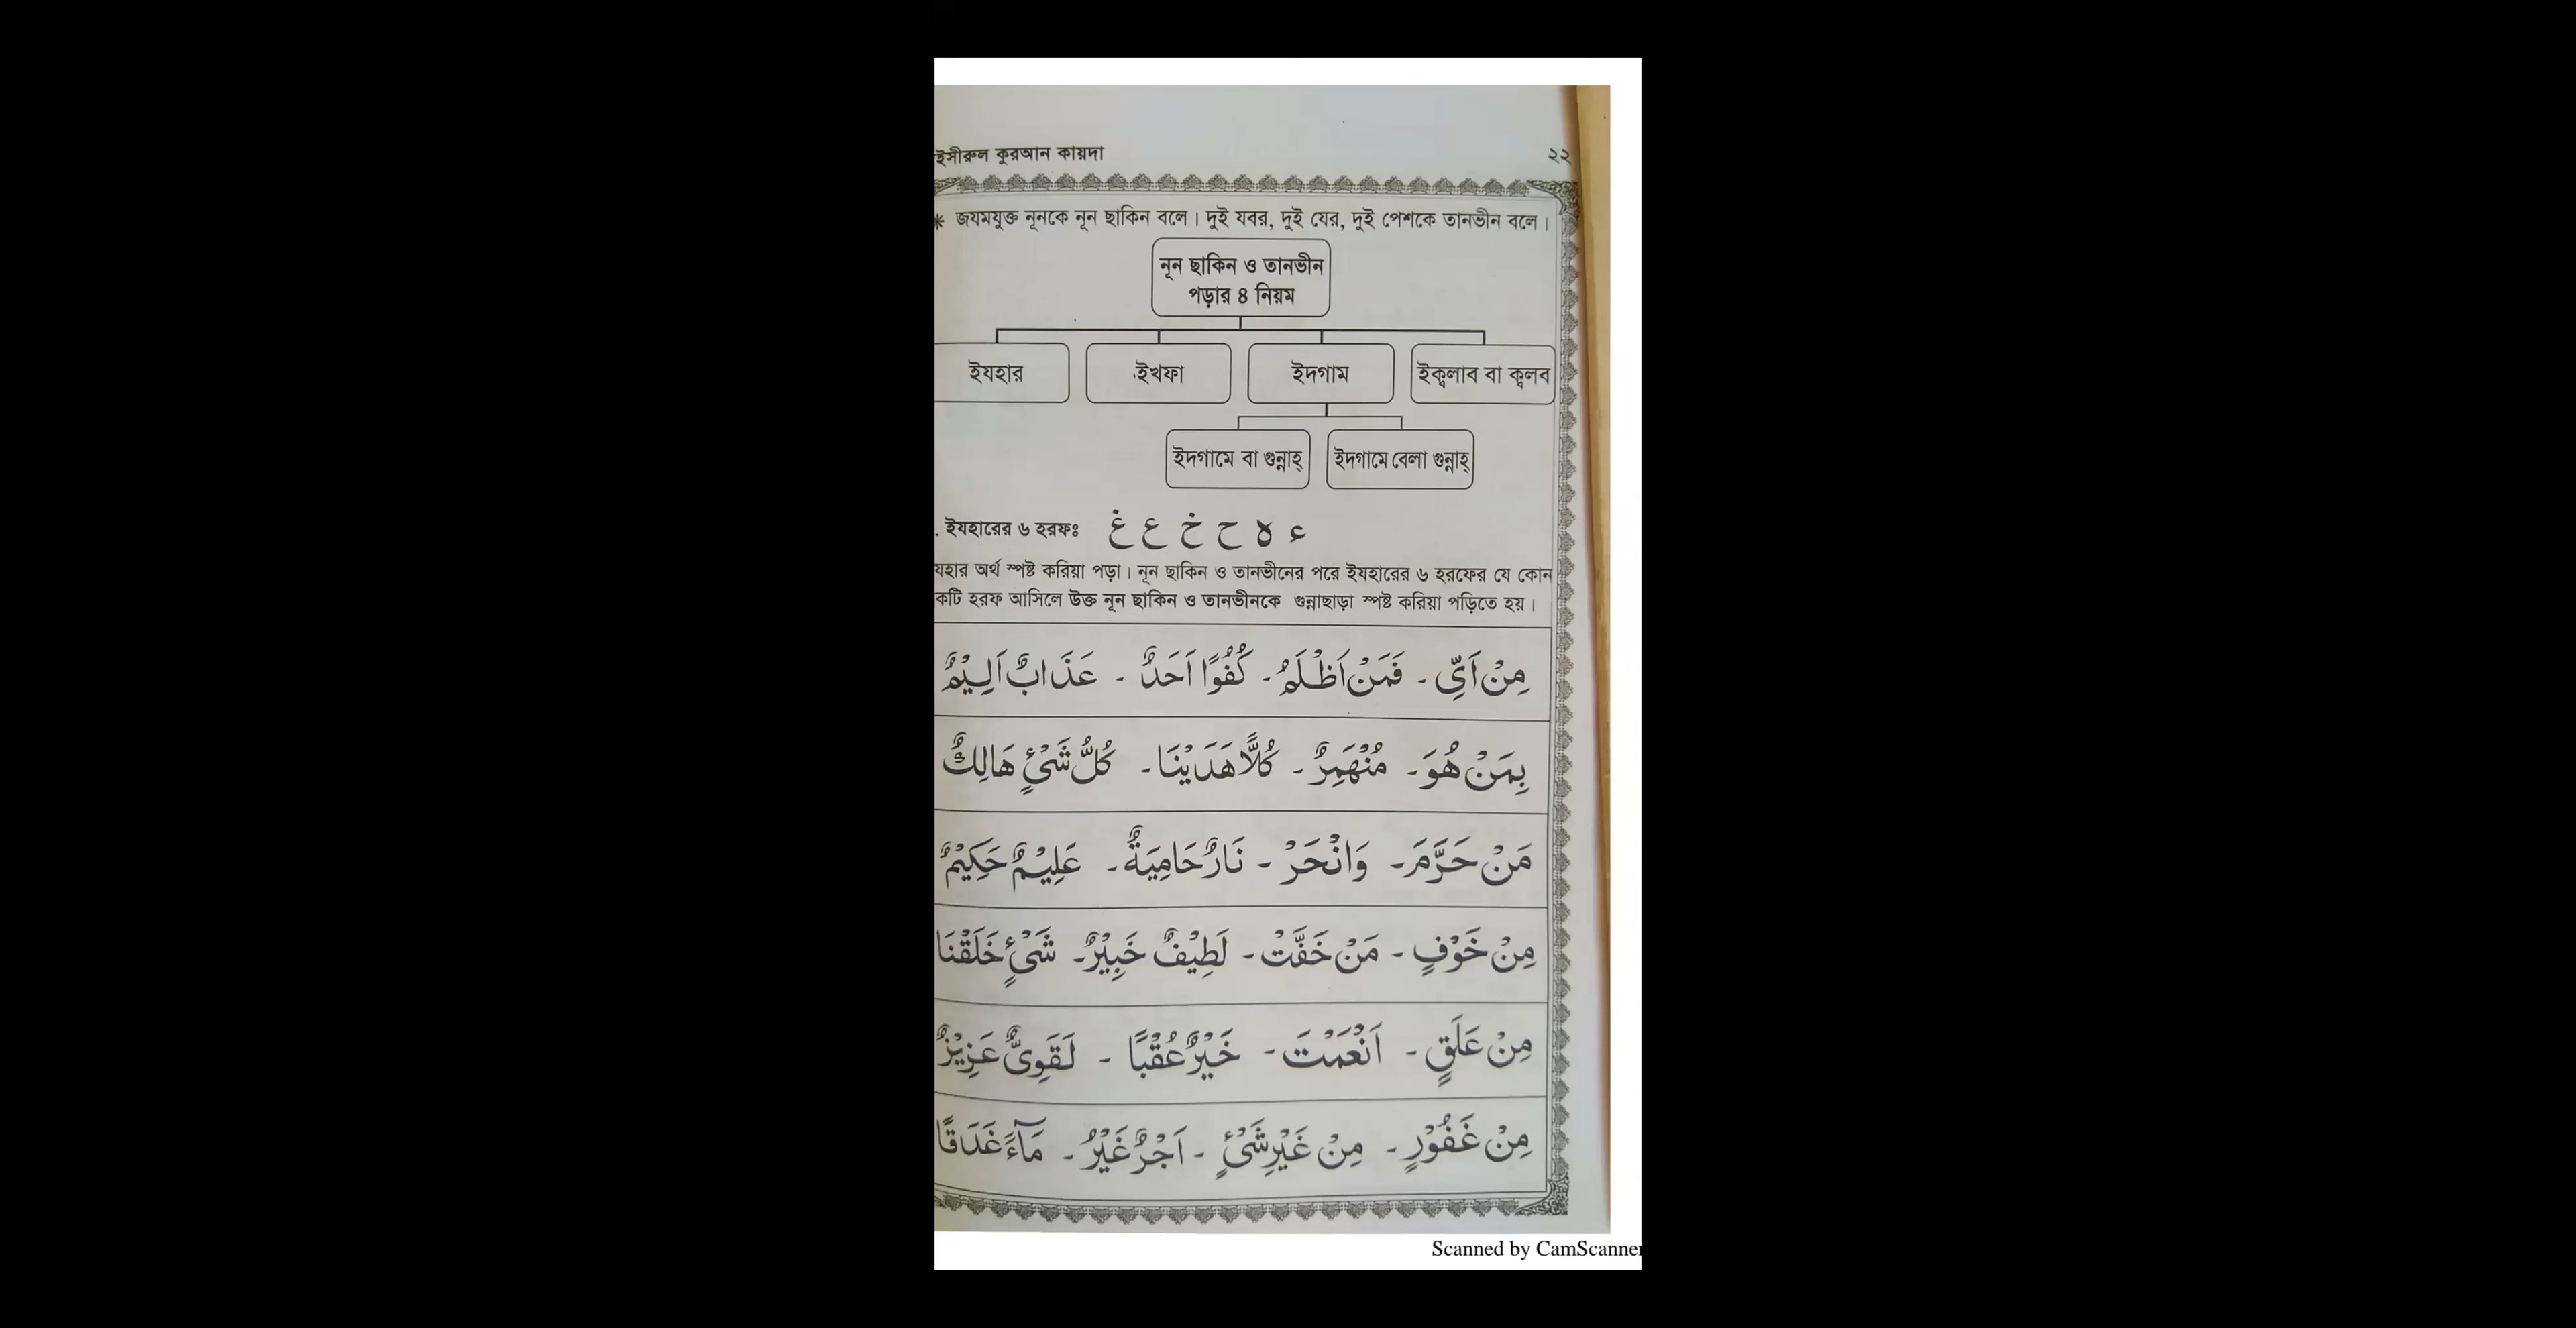 ইসীরুল কুরআন কায়দা ২২
* জযমযুক্ত নূনকে নূন ছাকিন বলে। দুই যবর, দুই যের, দুই পেশকে তানভীন বলে।
নূন ছাকিন ও তানভীন
পড়ার ৪ নিয়ম
ইযহার ইখফা ইদগাম ইক্বলাব বা ক্বলব
ইদগামে বা গুন্নাহ্ ইদগামে বেলা গুন্নাহ্
. ইযহারের ৬ হরফঃ ء ه ح خ ع غ
যহার অর্থ স্পষ্ট করিয়া পড়া। নূন ছাকিন ও তানভীনের পরে ইযহারের ৬ হরফের যে কোন
কটি হরফ আসিলে উক্ত নূন ছাকিন ও তানভীনকে গুন্নাছাড়া স্পষ্ট করিয়া পড়িতে হয়।
مِنْ اَيِّ - فَمَنْ اَظْلَمُ - كُفُوًا اَحَدٌ - عَذَابٌ اَلِيْمٌ
بِمَنْ هُوَ - مُنْهَمِرٌ - كُلًّا هَدَيْنَا - كُلُّ شَيْءٍ هَالِكٌ
مَنْ حَرَّمَ - وَانْحَرْ - نَارٌ حَامِيَةٌ - عَلِيْمٌ حَكِيْمٌ
مِنْ خَوْفٍ - مَنْ خَفَّتْ - لَطِيْفٌ خَبِيْرٌ - شَيْءٍ خَلَقْنَا
مِنْ عَلَقٍ - اَنْعَمْتَ - خَيْرٌ عُقْبًا - لَقَوِيٌّ عَزِيْزٌ
مِنْ غَفُوْرٍ - مِنْ غَيْرِ شَيْءٍ - اَجْرٌ غَيْرُ - مَآءً غَدَقًا
Scanned by CamScanner